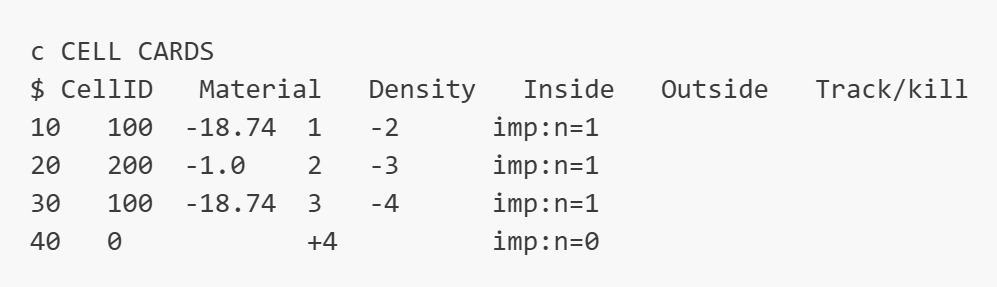 c CELL CARDS
$ CellID   Material   Density   Inside   Outside   Track/kill
10   100  -18.74  1   -2      imp:n=1
20   200  -1.0    2   -3      imp:n=1
30   100  -18.74  3   -4      imp:n=1
40   0            +4          imp:n=0